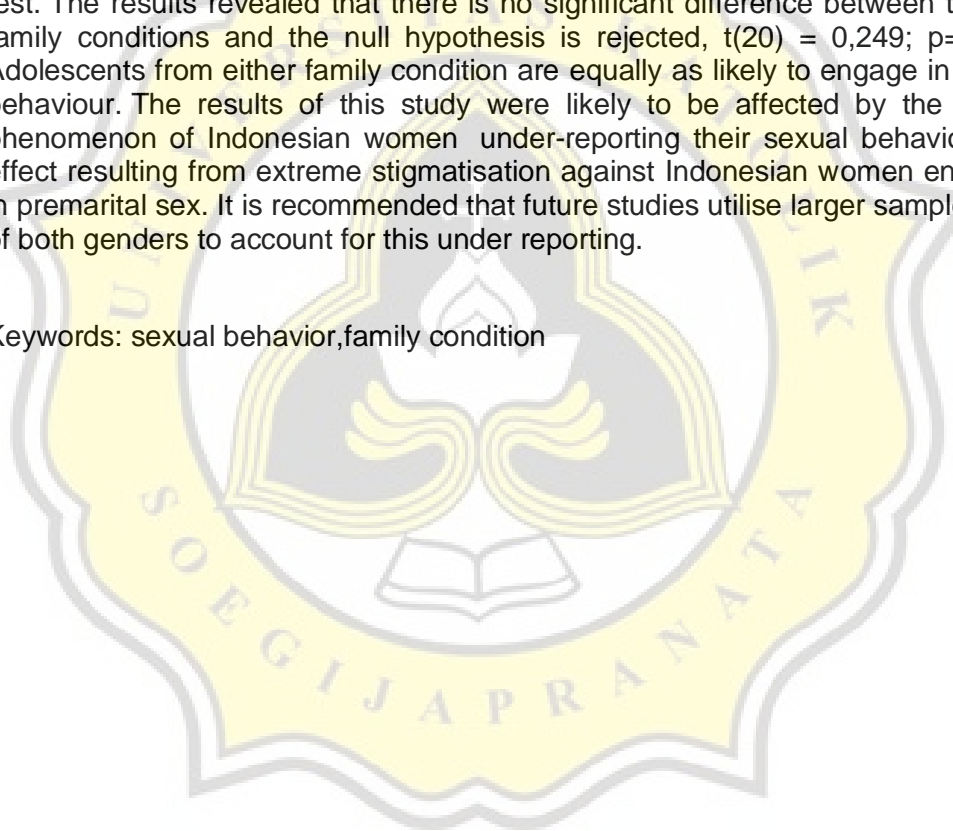 est. The results revealed that there is no significant difference between t
amily conditions and the null hypothesis is rejected, t(20) = 0,249; p=
Adolescents from either family condition are equally as likely to engage in
behaviour. The results of this study were likely to be affected by the
phenomenon of Indonesian women under-reporting their sexual behavio
effect resulting from extreme stigmatisation against Indonesian women en
n premarital sex. It is recommended that future studies utilise larger sample
of both genders to account for this under reporting.
Keywords: sexual behavior,family condition
SOEGIJAPRANATA